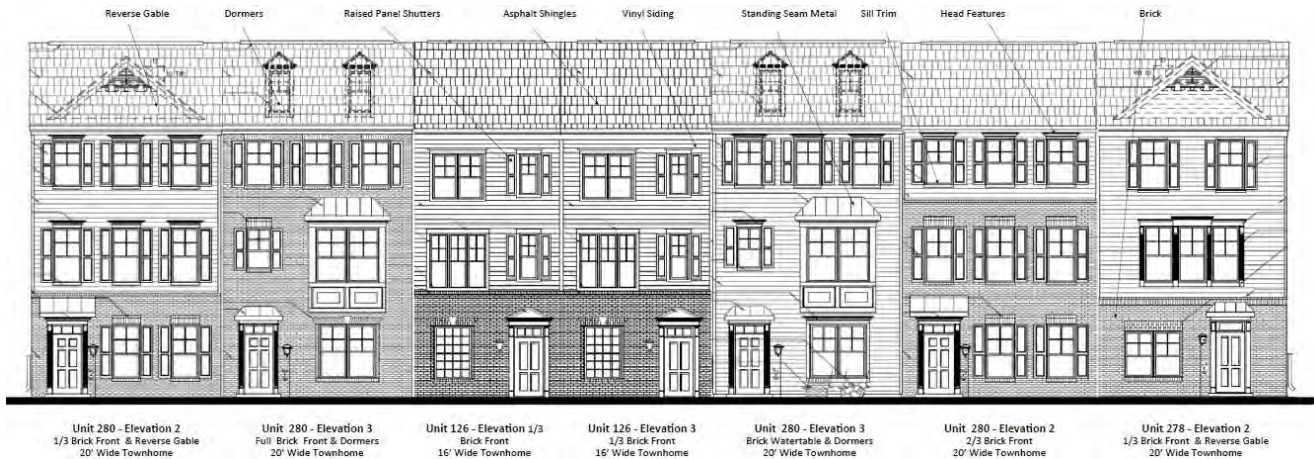 Reverse Gable
Dormers
Raised Panel Shutters
Asphalt Shingles
Vinyl Siding
Standing Seam Metal
Sill Trim
Head Features
Brick
Unit 280 - Elevation 2
1/3 Brick Front & Reverse Gable
20' Wide Townhome
Unit 280 - Elevation 3
Full Brick Front & Dormers
20' Wide Townhome
Unit 126 - Elevation 1/3
Brick Front
16' Wide Townhome
Unit 126 - Elevation 3
1/3 Brick Front
16' Wide Townhome
Unit 280 - Elevation 3
Brick Watertable & Dormers
20' Wide Townhome
Unit 280 - Elevation 2
2/3 Brick Front
20' Wide Townhome
Unit 278 - Elevation 2
1/3 Brick Front & Reverse Gable
20' Wide Townhome